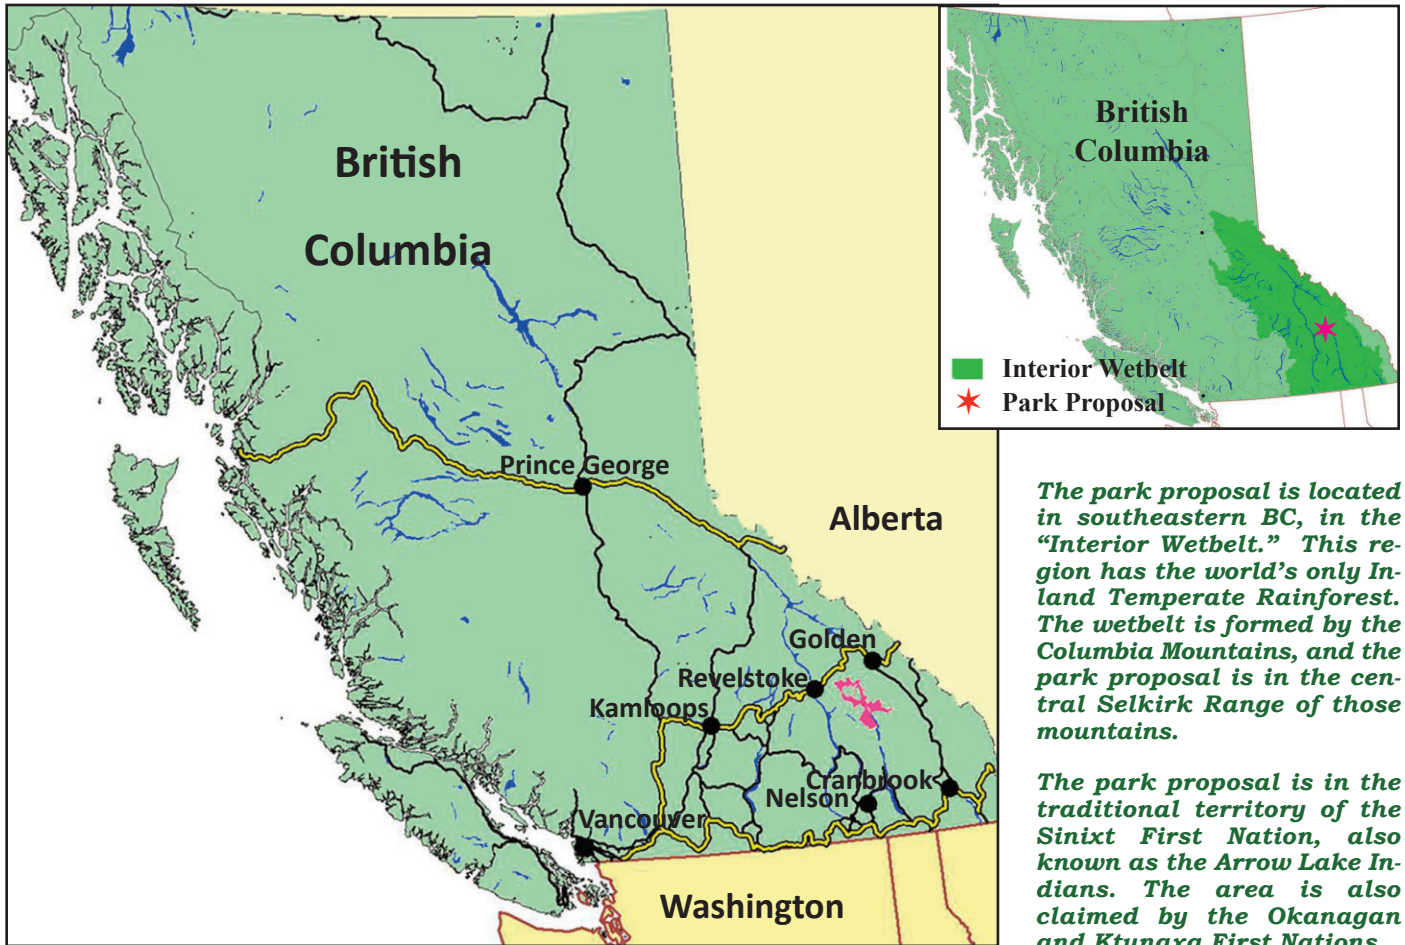 British
Columbia
Prince George
Alberta
Golden
Revelstoke
Kamloops
Cranbrook
Nelson
Vancouver
Washington
British
Columbia
Interior Wetbelt
Park Proposal
The park proposal is located
in southeastern BC, in the
“Interior Wetbelt.” This re-
gion has the world’s only In-
land Temperate Rainforest.
The wetbelt is formed by the
Columbia Mountains, and the
park proposal is in the cen-
tral Selkirk Range of those
mountains.
The park proposal is in the
traditional territory of the
Sinixt First Nation, also
known as the Arrow Lake In-
dians. The area is also
claimed by the Okanagan
and Ktunaxa First Nations